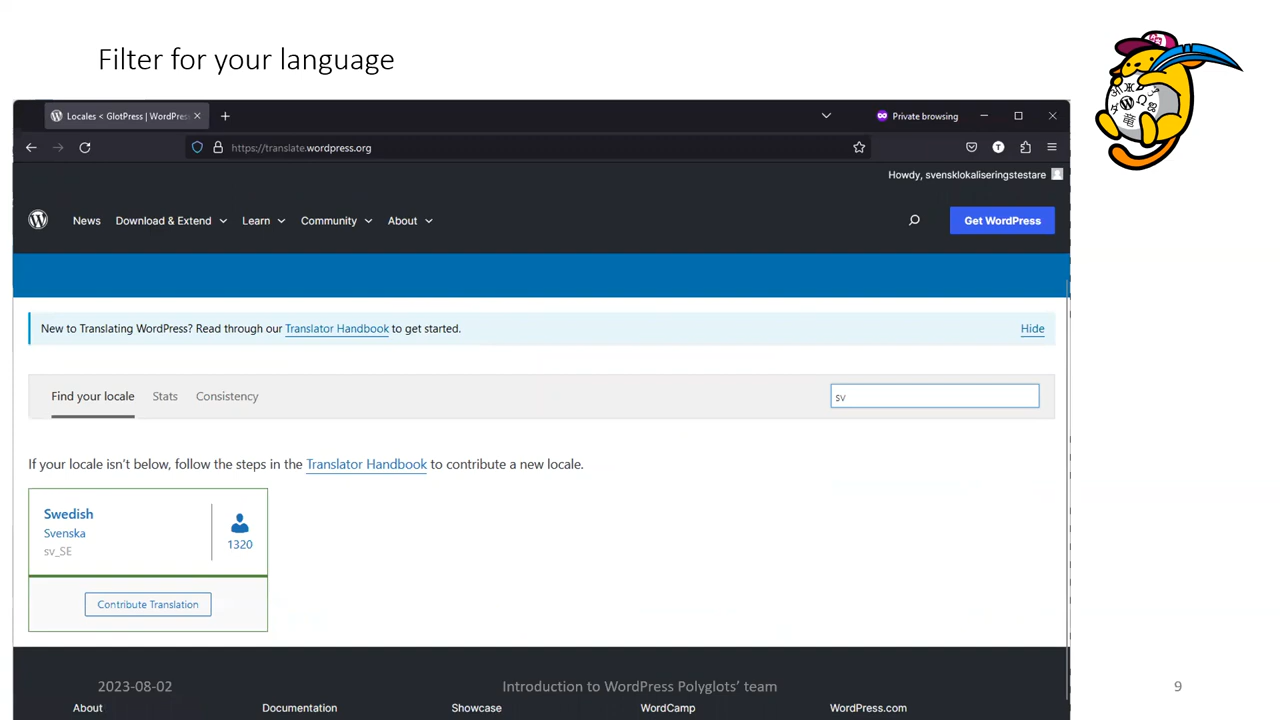 Filter for your language
Locales < GlotPress | WordPres
Private browsing
https://translate.wordpress.org
T
Howdy, svensklokaliseringstestare
News Download & Extend Learn Community About
Get WordPress
New to Translating WordPress? Read through our Translator Handbook to get started.
Hide
Find your locale Stats Consistency
sv
If your locale isn't below, follow the steps in the Translator Handbook to contribute a new locale.
Swedish
Svenska
sv_SE
1320
Contribute Translation
2023-08-02 Introduction to WordPress Polyglots' team 9
About Documentation Showcase WordCamp WordPress.com